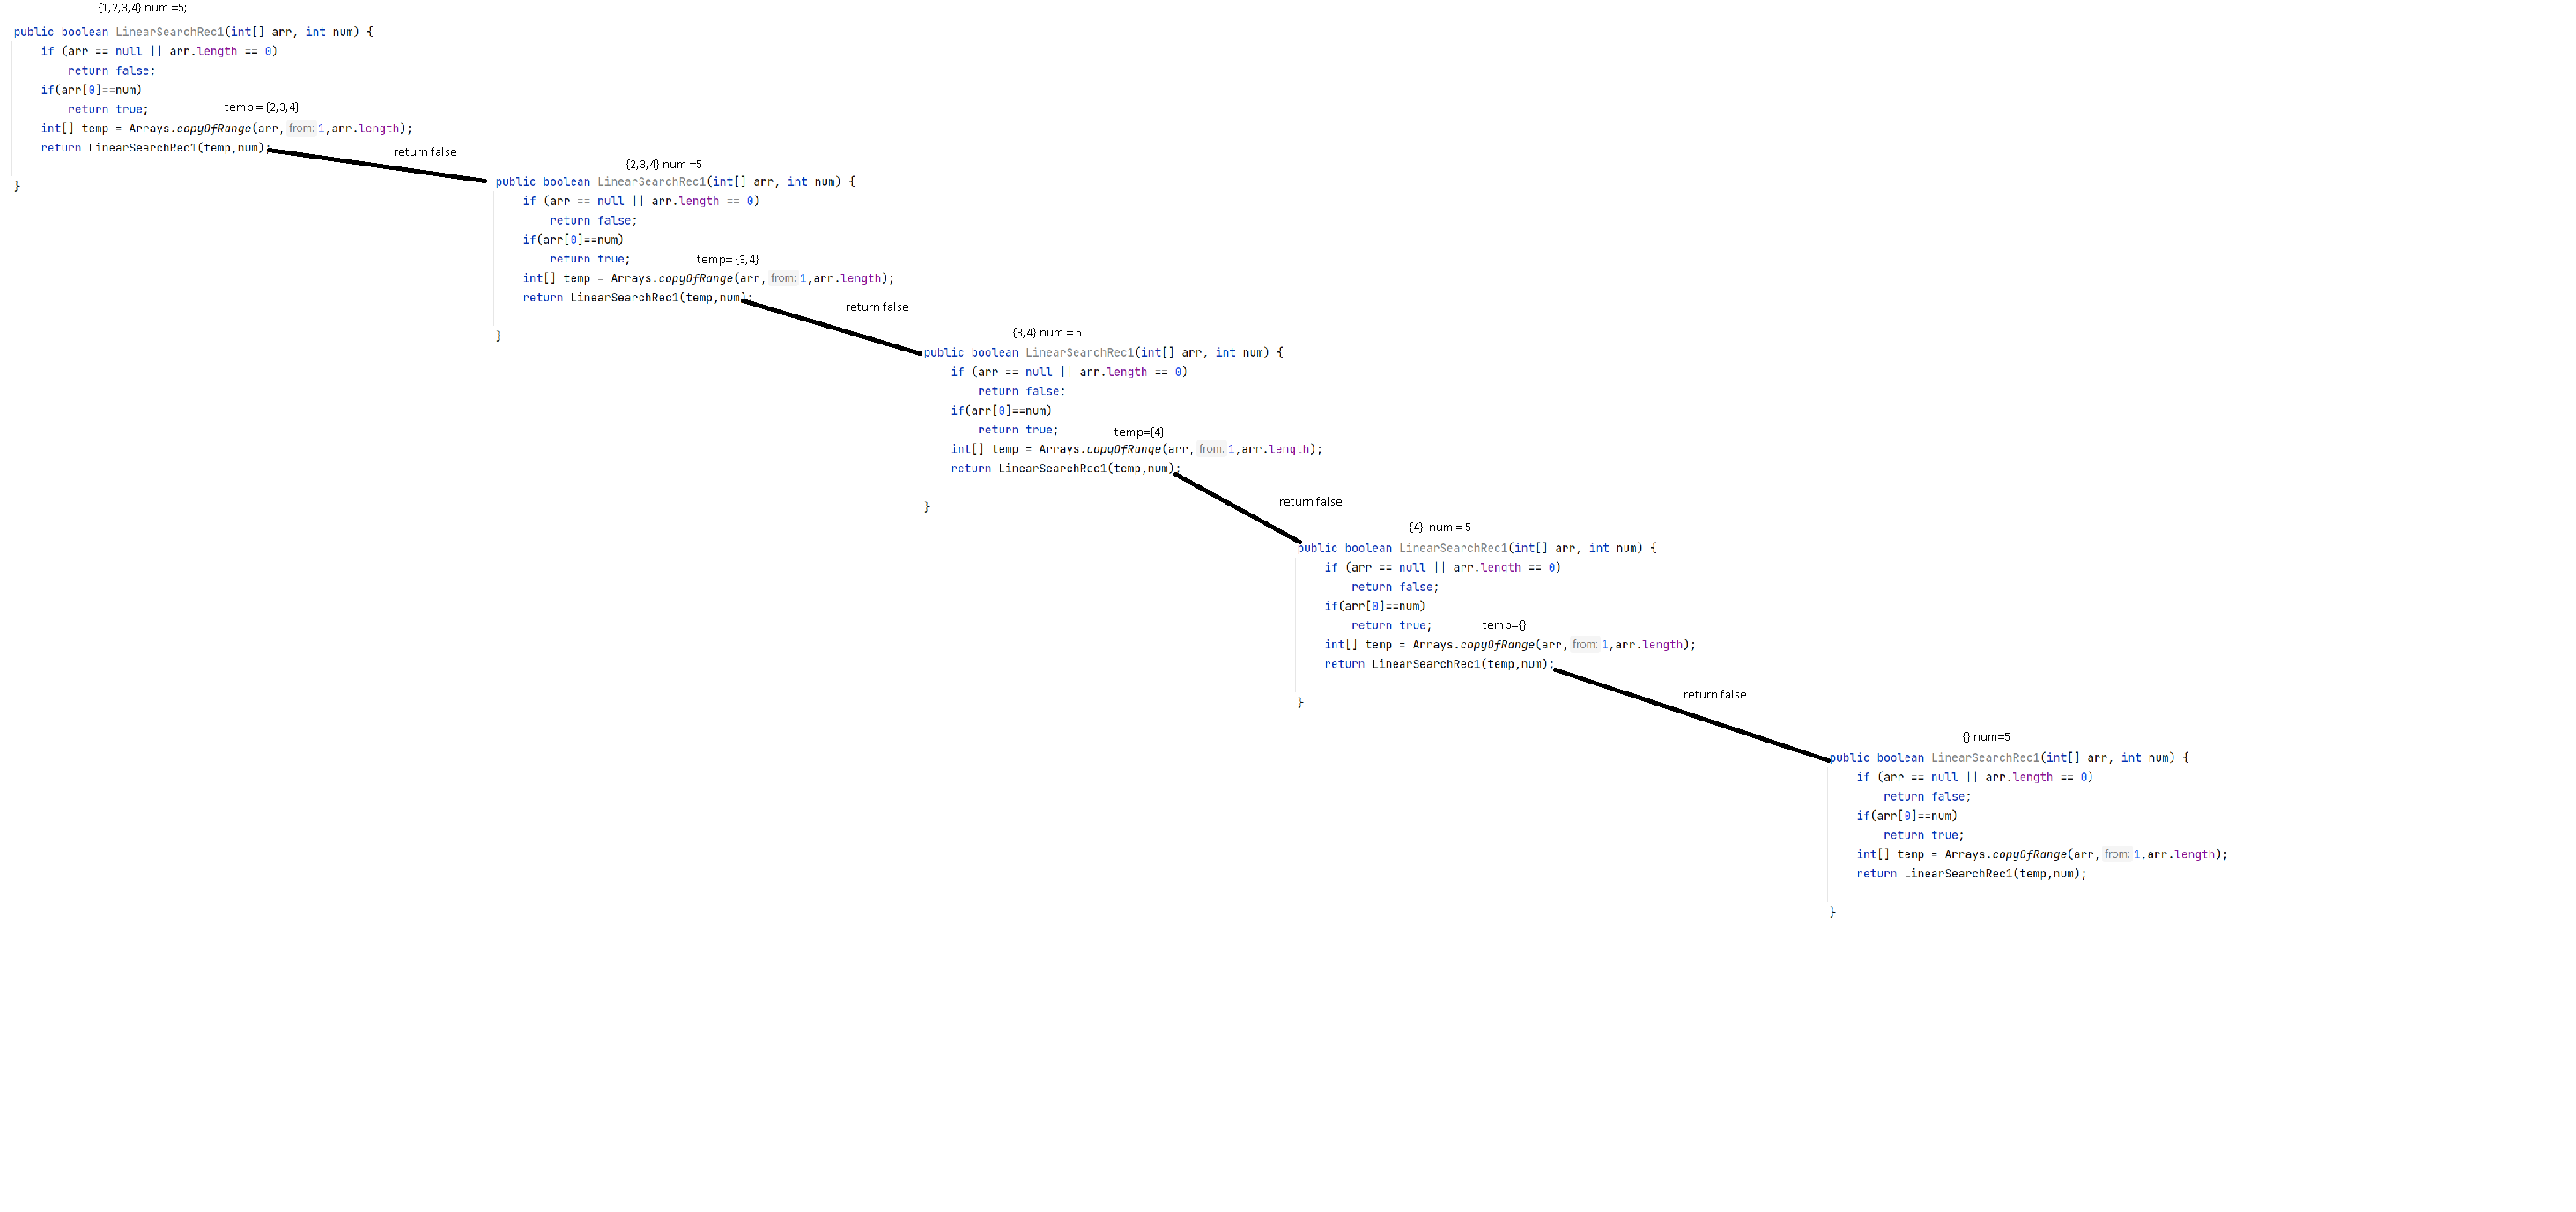 {1,2,3,4} num =5;
public boolean LinearSearchRec1(int[] arr, int num) {
if (arr == null || arr.length == 0)
return false;
if(arr[0]==num)
return true;
temp = {2,3,4}
int[] temp = Arrays.copyOfRange(arr, from: 1,arr.length);
return LinearSearchRec1(temp,num);
}
return false
{2,3,4} num =5
public boolean LinearSearchRec1(int[] arr, int num) {
if (arr == null || arr.length == 0)
return false;
if(arr[0]==num)
return true;
temp= {3,4}
int[] temp = Arrays.copyOfRange(arr, from: 1,arr.length);
return LinearSearchRec1(temp,num);
}
return false
{3,4} num = 5
public boolean LinearSearchRec1(int[] arr, int num) {
if (arr == null || arr.length == 0)
return false;
if(arr[0]==num)
return true;
temp={4}
int[] temp = Arrays.copyOfRange(arr, from: 1,arr.length);
return LinearSearchRec1(temp,num);
}
return false
{4} num = 5
public boolean LinearSearchRec1(int[] arr, int num) {
if (arr == null || arr.length == 0)
return false;
if(arr[0]==num)
return true;
temp={}
int[] temp = Arrays.copyOfRange(arr, from: 1,arr.length);
return LinearSearchRec1(temp,num);
}
return false
{} num=5
public boolean LinearSearchRec1(int[] arr, int num) {
if (arr == null || arr.length == 0)
return false;
if(arr[0]==num)
return true;
int[] temp = Arrays.copyOfRange(arr, from: 1,arr.length);
return LinearSearchRec1(temp,num);
}